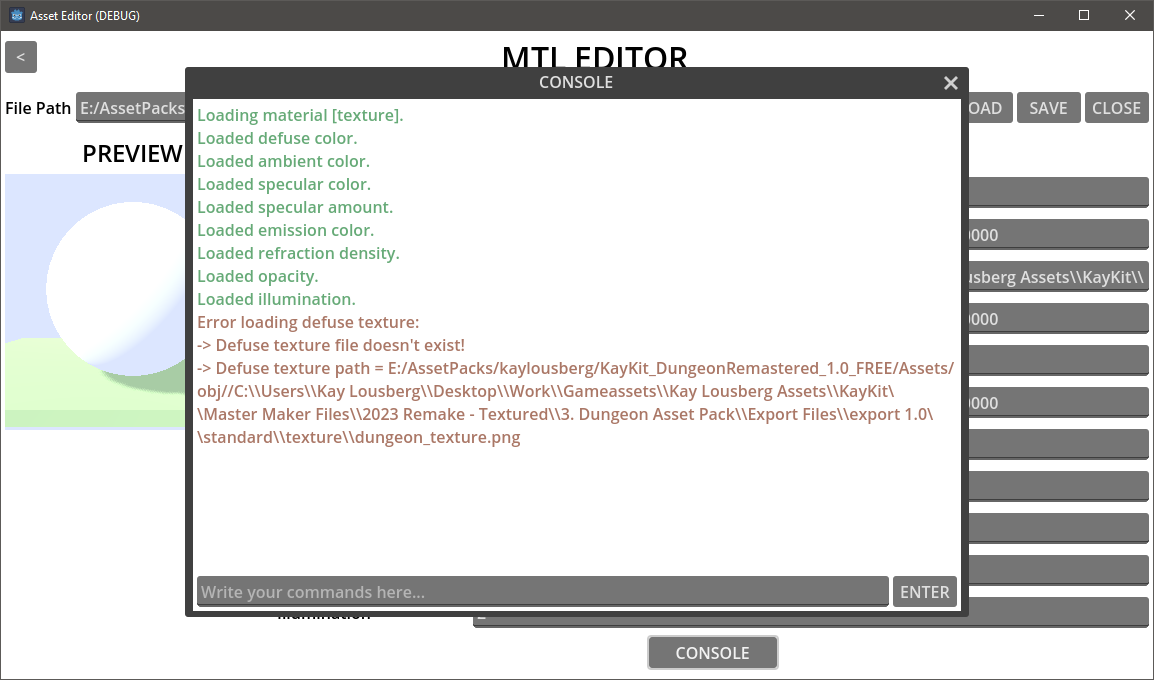 Asset Editor (DEBUG)
<
MTL EDITOR
CONSOLE
File Path E:/AssetPacks
OAD SAVE CLOSE
PREVIEW
Loading material [texture].
Loaded defuse color.
Loaded ambient color.
Loaded specular color.
Loaded specular amount.
Loaded emission color.
Loaded refraction density.
Loaded opacity.
Loaded illumination.
Error loading defuse texture:
-> Defuse texture file doesn't exist!
-> Defuse texture path = E:/AssetPacks/kaylousberg/KayKit_DungeonRemastered_1.0_FREE/Assets/
obj//C:\\Users\\Kay Lousberg\\Desktop\\Work\\Gameassets\\Kay Lousberg Assets\\KayKit\
\Master Maker Files\\2023 Remake - Textured\\3. Dungeon Asset Pack\\Export Files\\export 1.0\
\standard\\texture\\dungeon_texture.png
0000
usberg Assets\\KayKit\\
0000
0000
Write your commands here...
ENTER
Illumination
CONSOLE